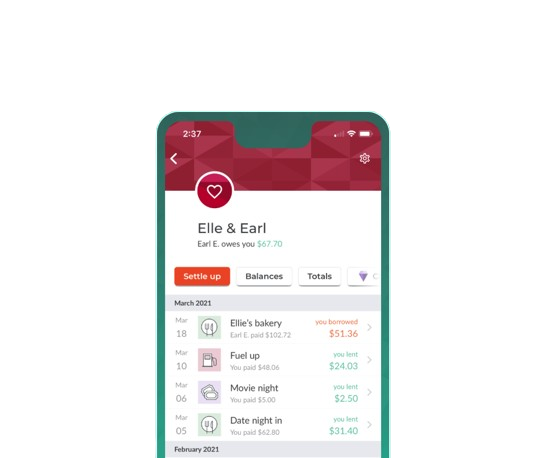 2:37
Elle & Earl
Earl E. owes you $67.70
Settle up Balances Totals
March 2021
Mar 18 Ellie's bakery you borrowed
Earl E. paid $102.72 $51.36
Mar 10 Fuel up you lent
You paid $48.06 $24.03
Mar 06 Movie night you lent
You paid $5.00 $2.50
Mar 05 Date night in you lent
You paid $62.80 $31.40
February 2021